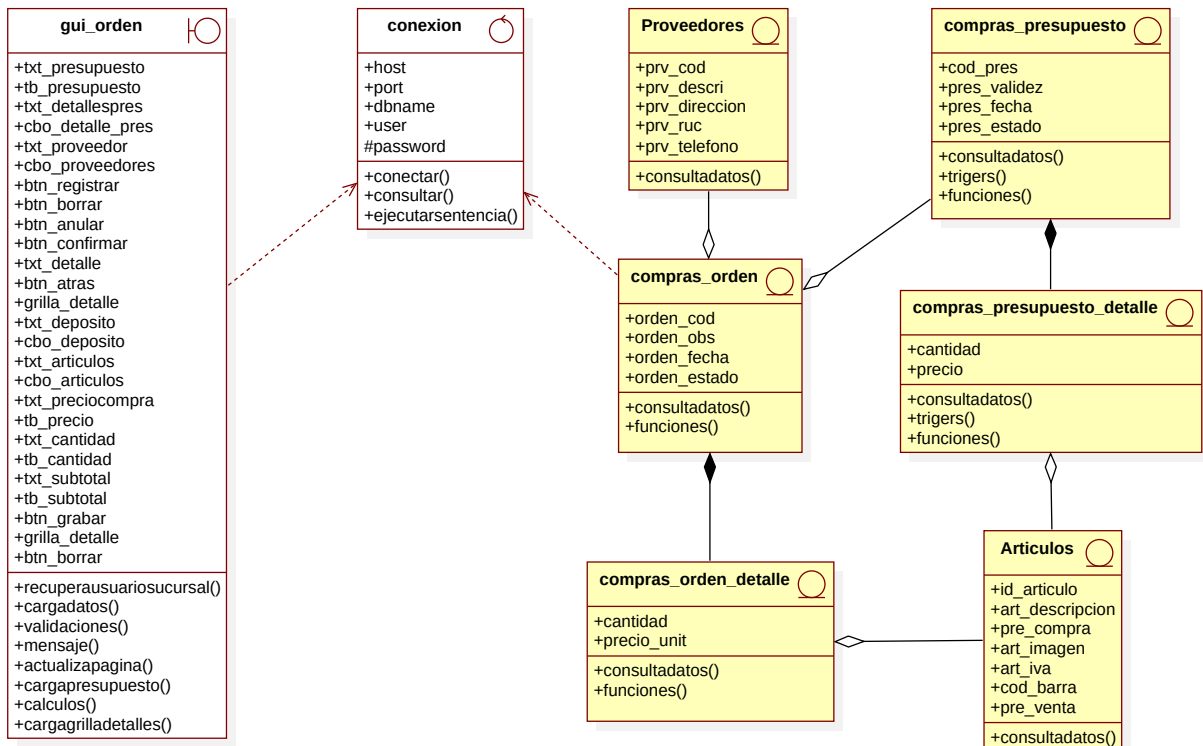 gui_orden
+txt_presupuesto
+tb_presupuesto
+txt_detallespres
+cbo_detalle_pres
+txt_proveedor
+cbo_proveedores
+btn_registrar
+btn_borrar
+btn_anular
+btn_confirmar
+txt_detalle
+btn_atras
+grilla_detalle
+txt_deposito
+cbo_deposito
+txt_articulos
+cbo_articulos
+txt_preciocompra
+tb_precio
+txt_cantidad
+tb_cantidad
+txt_subtotal
+tb_subtotal
+btn_grabar
+grilla_detalle
+btn_borrar
+recuperausuariosucursal()
+cargadatos()
+validaciones()
+mensaje()
+actualizapagina()
+cargapresupuesto()
+calculos()
+cargagrilladetalles()
conexion
+host
+port
+dbname
+user
#password
+conectar()
+consultar()
+ejecutarsentencia()
Proveedores
+prv_cod
+prv_descri
+prv_direccion
+prv_ruc
+prv_telefono
+consultadatos()
compras_presupuesto
+cod_pres
+pres_validez
+pres_fecha
+pres_estado
+consultadatos()
+trigers()
+funciones()
compras_orden
+orden_cod
+orden_obs
+orden_fecha
+orden_estado
+consultadatos()
+funciones()
compras_presupuesto_detalle
+cantidad
+precio
+consultadatos()
+trigers()
+funciones()
compras_orden_detalle
+cantidad
+precio_unit
+consultadatos()
+funciones()
Articulos
+id_articulo
+art_descripcion
+pre_compra
+art_imagen
+art_iva
+cod_barra
+pre_venta
+consultadatos()